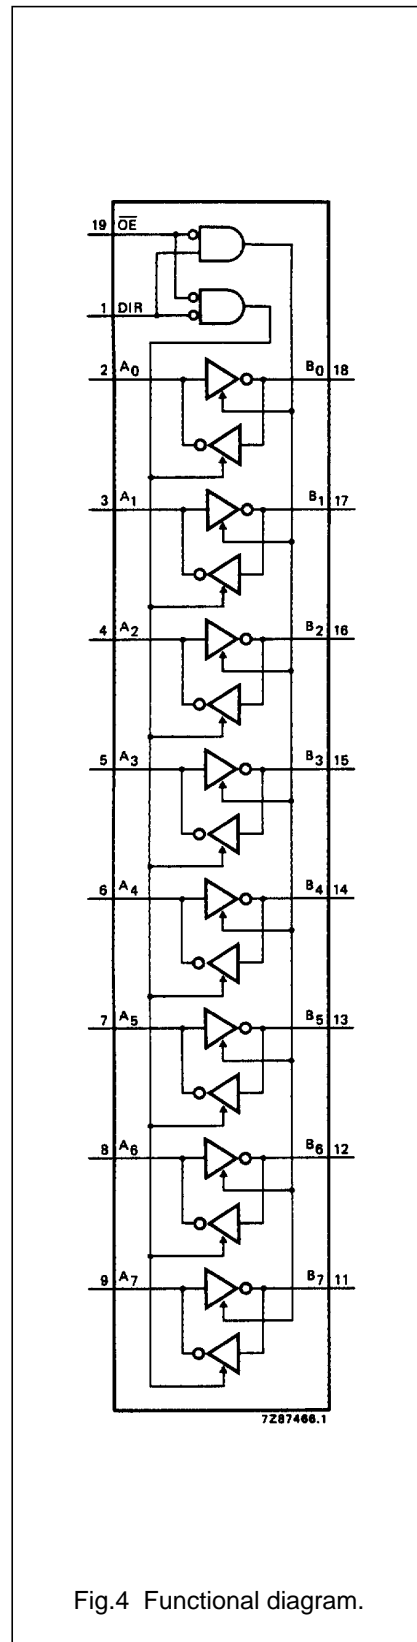 19 OE
1 DIR
2 A0 B0 18
3 A1 B1 17
4 A2 B2 16
5 A3 B3 15
6 A4 B4 14
7 A5 B5 13
8 A6 B6 12
9 A7 B7 11
7Z87466.1
Fig.4 Functional diagram.